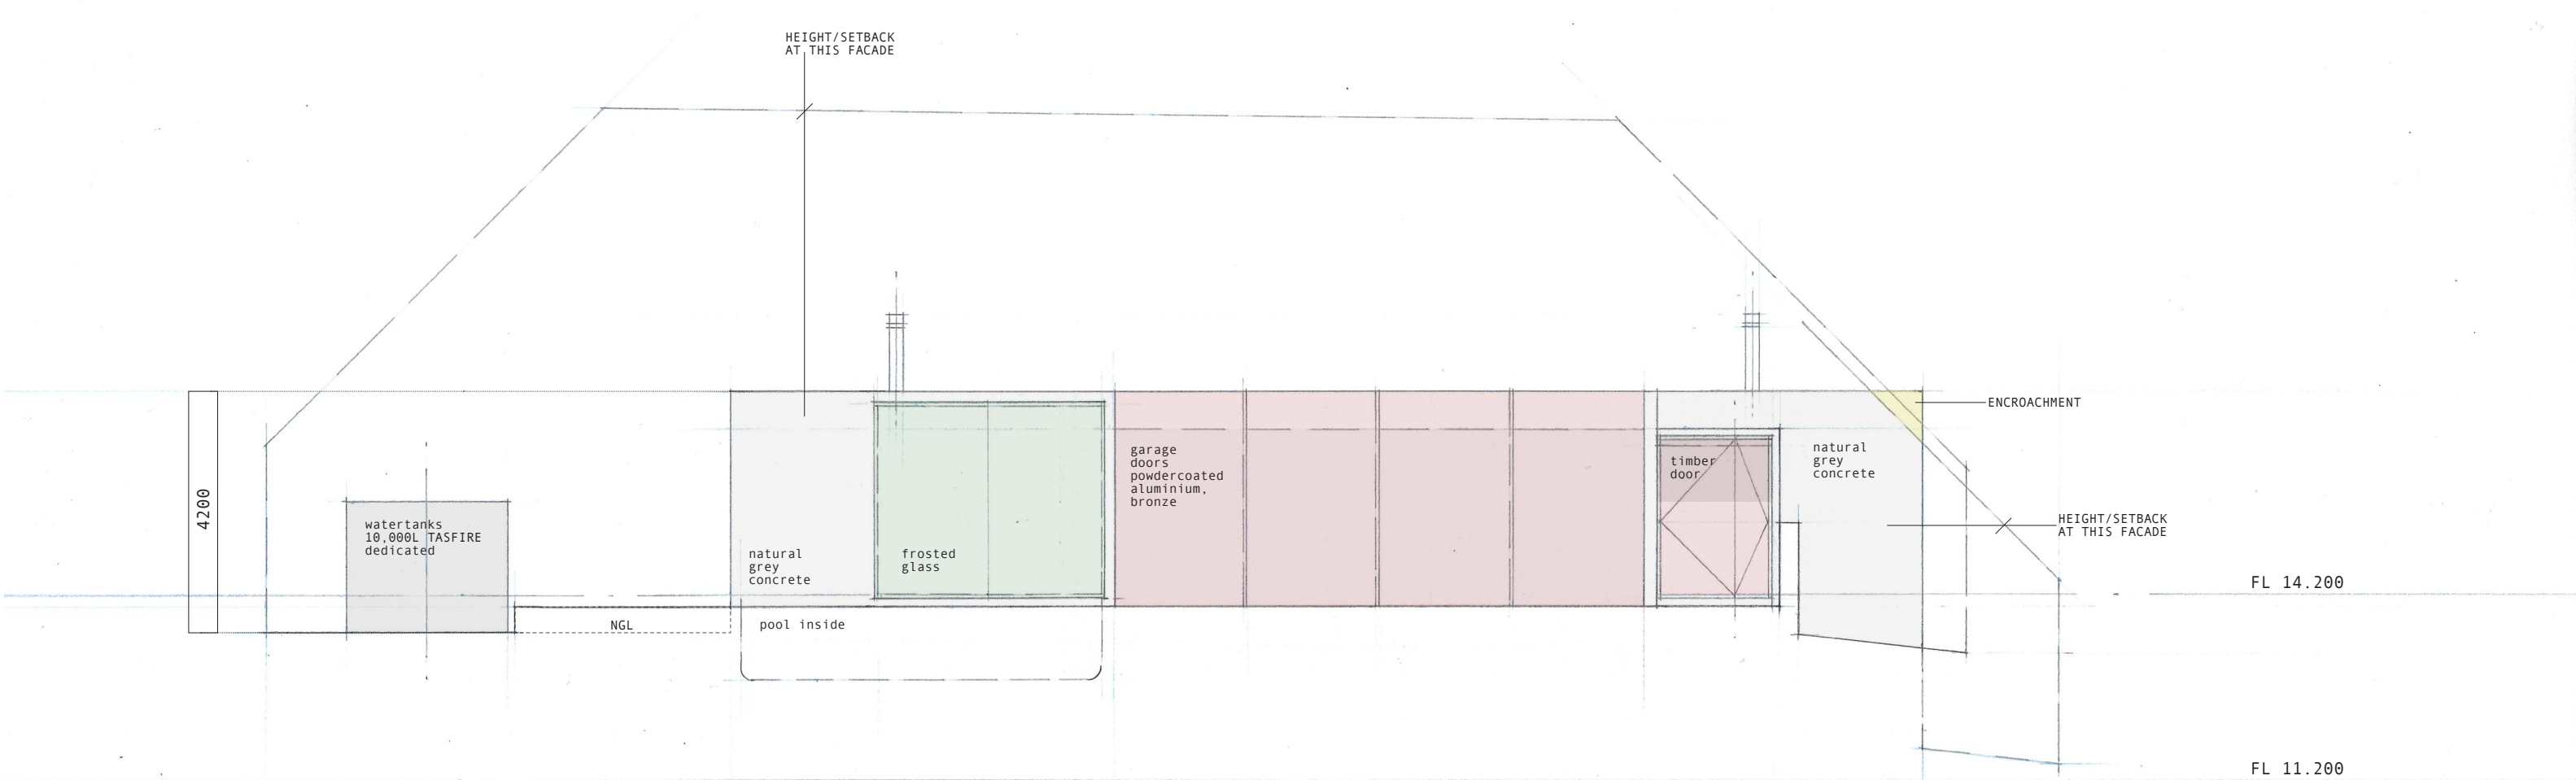 HEIGHT/SETBACK
AT THIS FACADE
ENCROACHMENT
garage
doors
powdercoated
aluminium,
bronze
timber
door
natural
grey
concrete
4200
watertanks
10,000L TASFIRE
dedicated
natural
grey
concrete
frosted
glass
HEIGHT/SETBACK
AT THIS FACADE
FL 14.200
NGL
pool inside
FL 11.200